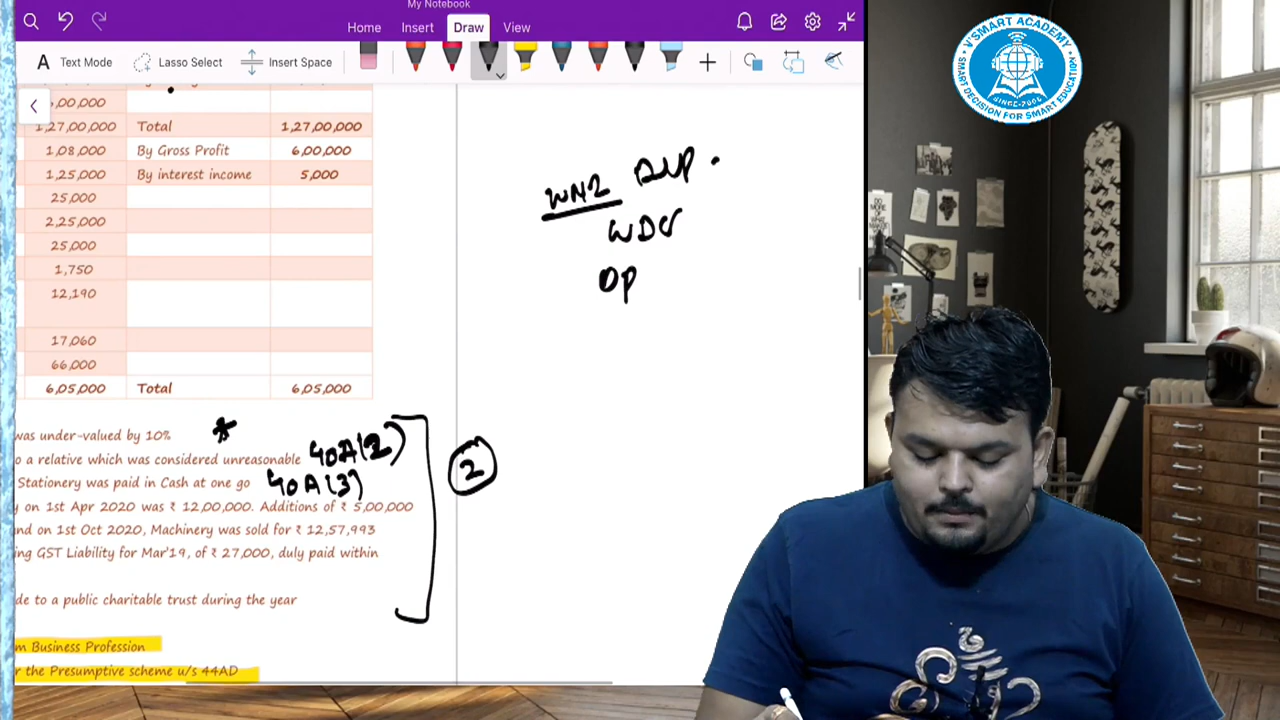 My Notebook
Home Insert Draw View
A Text Mode Lasso Select Insert Space
,00,000
1,27,00,000 Total 1,27,00,000
1,08,000 By Gross Profit 6,00,000
1,25,000 By interest income 5,000
25,000
2,25,000
25,000
1,750
12,190
17,060
66,000
6,05,000 Total 6,05,000
was under-valued by 10%
o a relative which was considered unreasonable 40A(2)
Stationery was paid in Cash at one go 40A(3)
y on 1st Apr 2020 was ₹ 12,00,000. Additions of ₹ 5,00,000
nd on 1st Oct 2020, Machinery was sold for ₹ 12,57,993
ng GST Liability for Mar'19, of ₹ 27,000, duly paid within
de to a public charitable trust during the year
m Business Profession
r the Presumptive scheme u/s 44AD
2
WN2 Dep.
WDV
Op
V'SMART ACADEMY
SMART DECISION FOR SMART EDUCATION
SINCE-2006